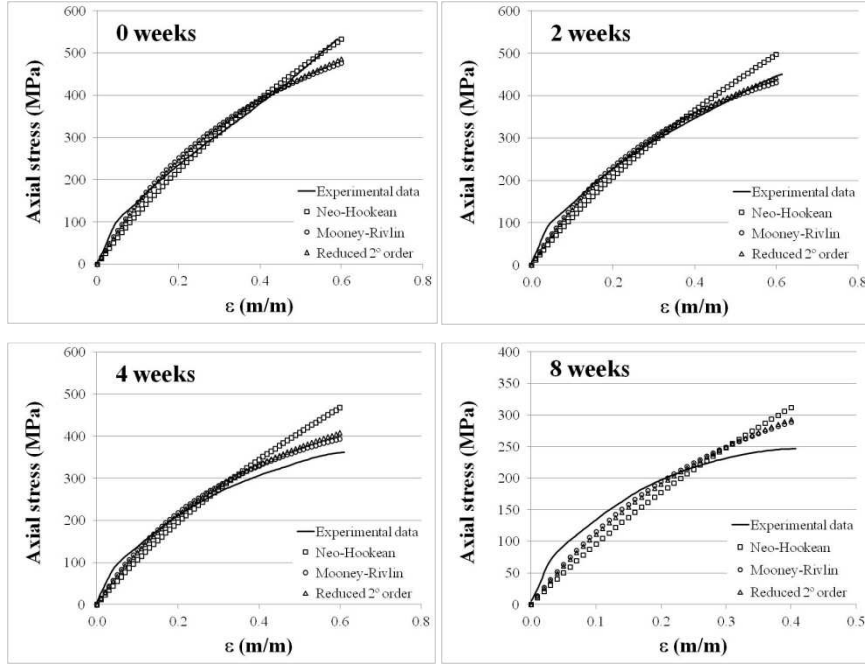 0 weeks
Axial stress (MPa)
600
500
400
300
200
100
0
Experimental data
Neo-Hookean
Mooney-Rivlin
Reduced 2º order
0.0 0.2 0.4 0.6 0.8
ε (m/m)
2 weeks
Axial stress (MPa)
600
500
400
300
200
100
0
Experimental data
Neo-Hookean
Mooney-Rivlin
Reduced 2º order
0.0 0.2 0.4 0.6 0.8
ε (m/m)
4 weeks
Axial stress (MPa)
600
500
400
300
200
100
0
Experimental data
Neo-Hookean
Mooney-Rivlin
Reduced 2º order
0.0 0.2 0.4 0.6 0.8
ε (m/m)
8 weeks
Axial stress (MPa)
400
350
300
250
200
150
100
50
0
Experimental data
Neo-Hookean
Mooney-Rivlin
Reduced 2º order
0.0 0.1 0.2 0.3 0.4 0.5
ε (m/m)